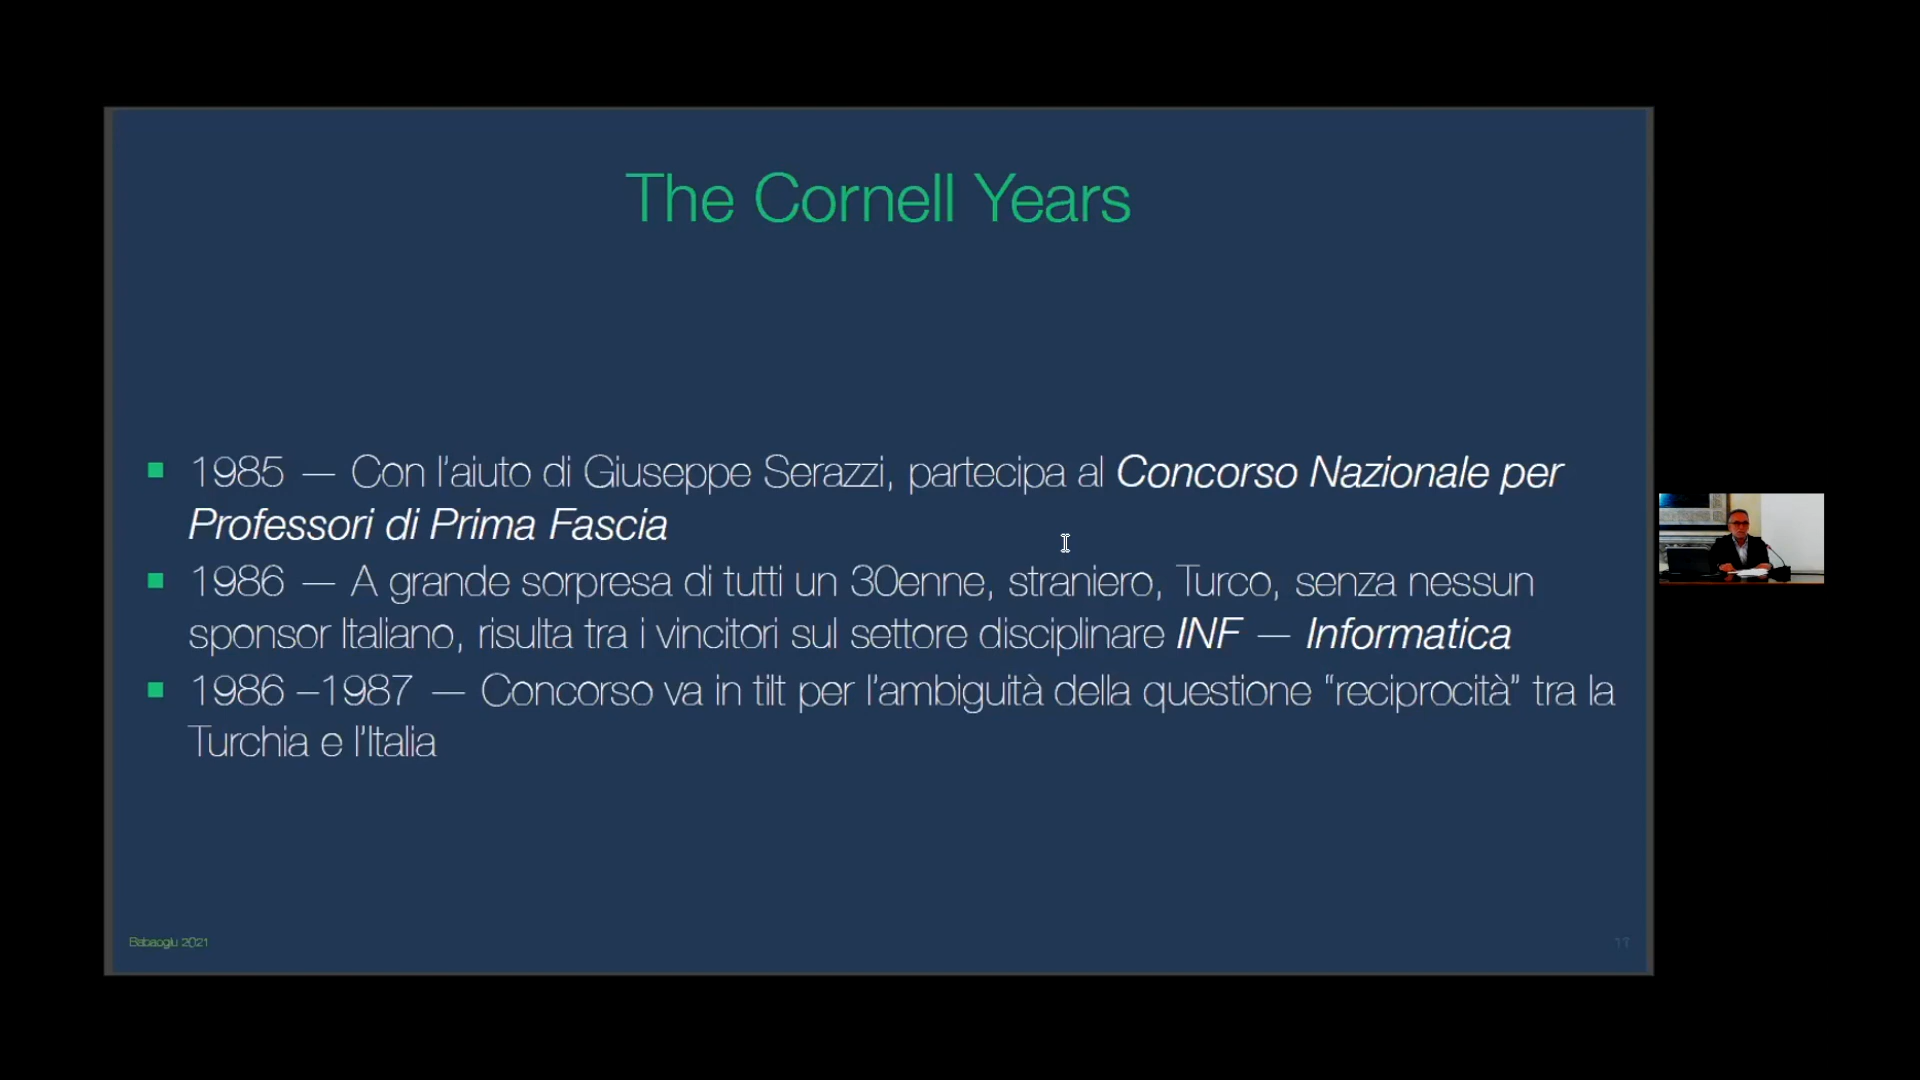 The Cornell Years
1985 — Con l'aiuto di Giuseppe Serazzi, partecipa al Concorso Nazionale per
Professori di Prima Fascia
1986 — A grande sorpresa di tutti un 30enne, straniero, Turco, senza nessun
sponsor Italiano, risulta tra i vincitori sul settore disciplinare INF — Informatica
1986 –1987 — Concorso va in tilt per l'ambiguità della questione “reciprocità” tra la
Turchia e l'Italia
Babaoglu 2021